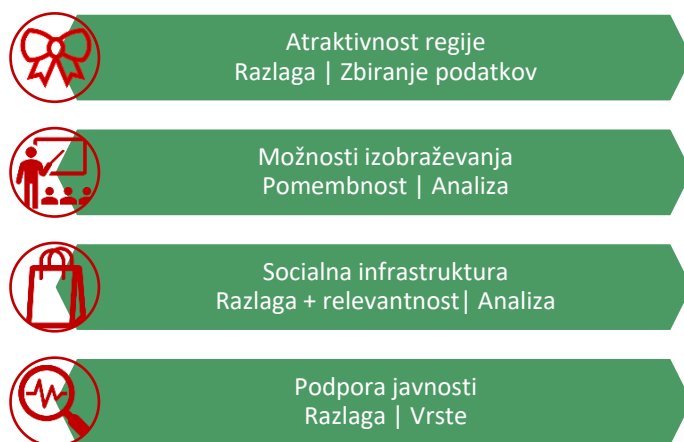 Atraktivnost regije
Razlaga | Zbiranje podatkov
Možnosti izobraževanja
Pomembnost | Analiza
Socialna infrastruktura
Razlaga + relevantnost| Analiza
Podpora javnosti
Razlaga | Vrste